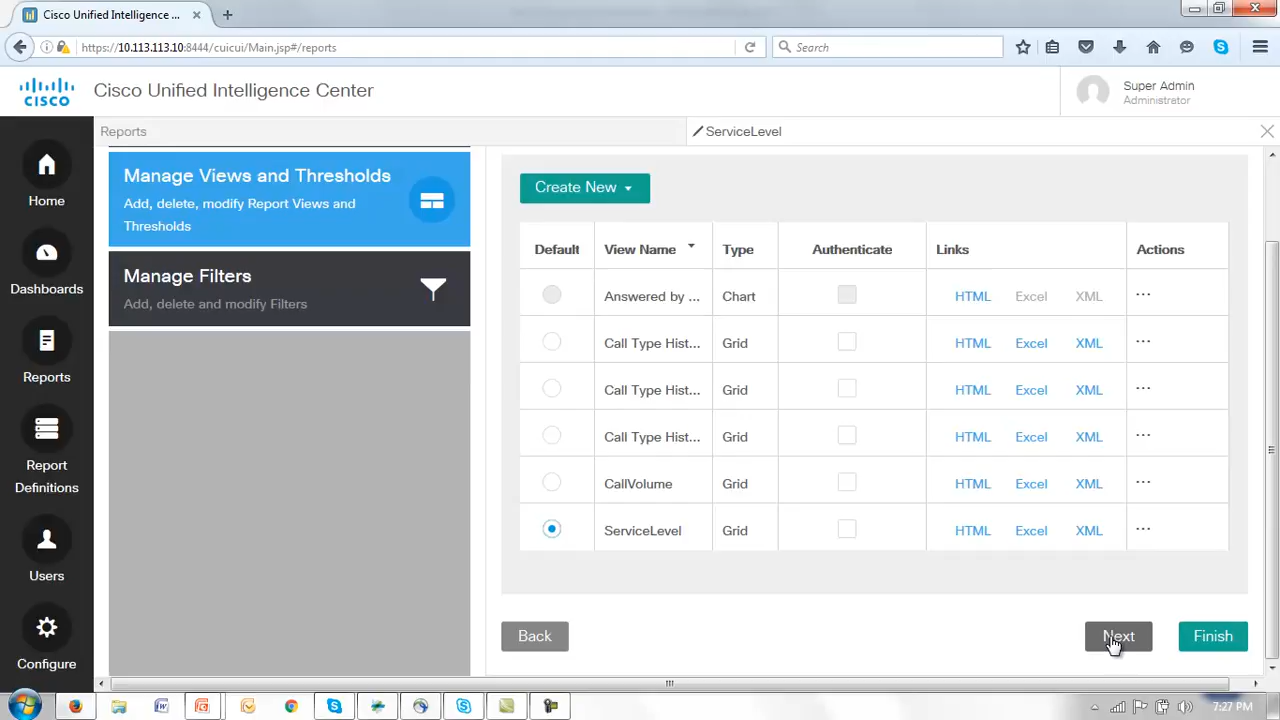 Cisco Unified Intelligence ...
https://10.113.113.10:8444/cuicui/Main.jsp#/reports
Search
CISCO
Cisco Unified Intelligence Center
Super Admin
Administrator
Reports
ServiceLevel
Home
Dashboards
Reports
Report
Definitions
Users
Configure
Manage Views and Thresholds
Add, delete, modify Report Views and
Thresholds
Manage Filters
Add, delete and modify Filters
Create New
Default View Name Type Authenticate Links Actions
Answered by ... Chart HTML Excel XML ...
Call Type Hist... Grid HTML Excel XML ...
Call Type Hist... Grid HTML Excel XML ...
Call Type Hist... Grid HTML Excel XML ...
CallVolume Grid HTML Excel XML ...
ServiceLevel Grid HTML Excel XML ...
Back Next Finish
7:27 PM